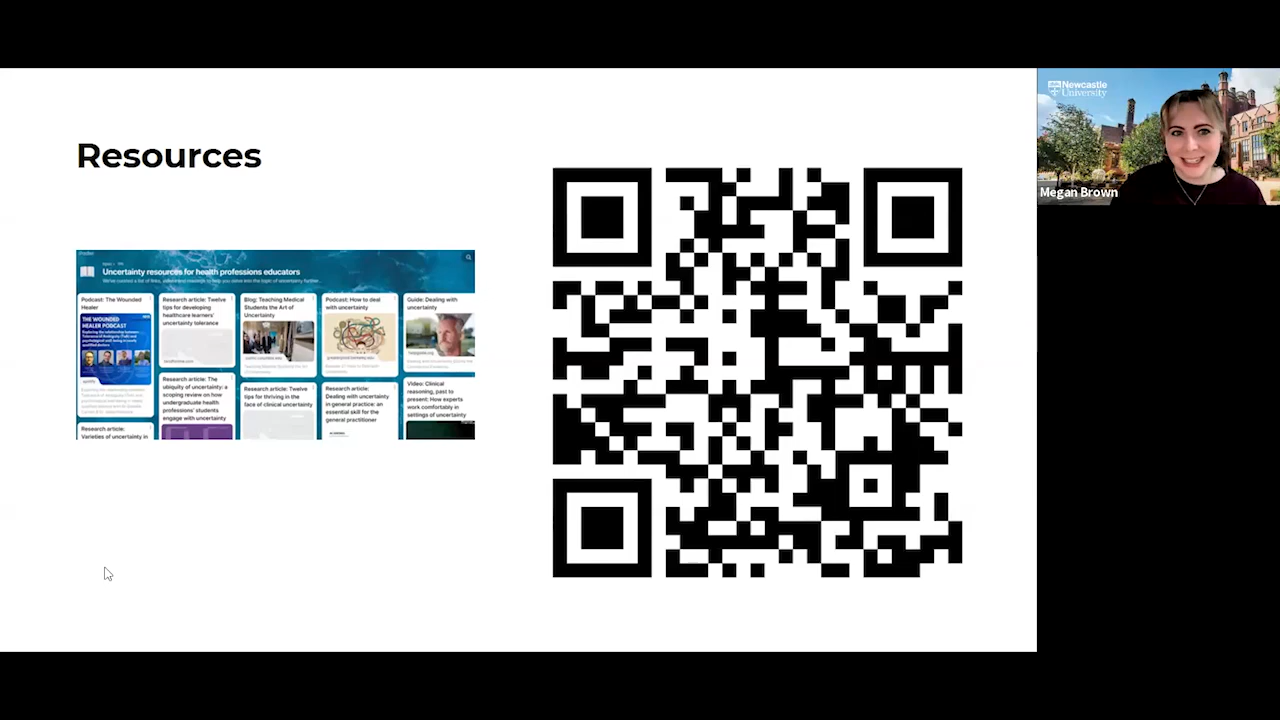 Resources
Uncertainty resources for health professions educators
Podcast: The Wounded
Healer
THE WOUNDED
HEALER PODCAST
Research article:
Varieties of uncertainty in
Research article: Twelve
tips for developing
healthcare learners'
uncertainty tolerance
Research article: The
ubiquity of uncertainty: a
scoping review on how
undergraduate health
professions' students
engage with uncertainty
Blog: Teaching Medical
Students the Art of
Uncertainty
Research article: Twelve
tips for thriving in the
face of clinical uncertainty
Podcast: How to deal
with uncertainty
Research article:
Dealing with uncertainty
in general practice: an
essential skill for the
general practitioner
Guide: Dealing with
uncertainty
Video: Clinical
reasoning, past to
present: How experts
work comfortably in
settings of uncertainty
Newcastle
University
Megan Brown